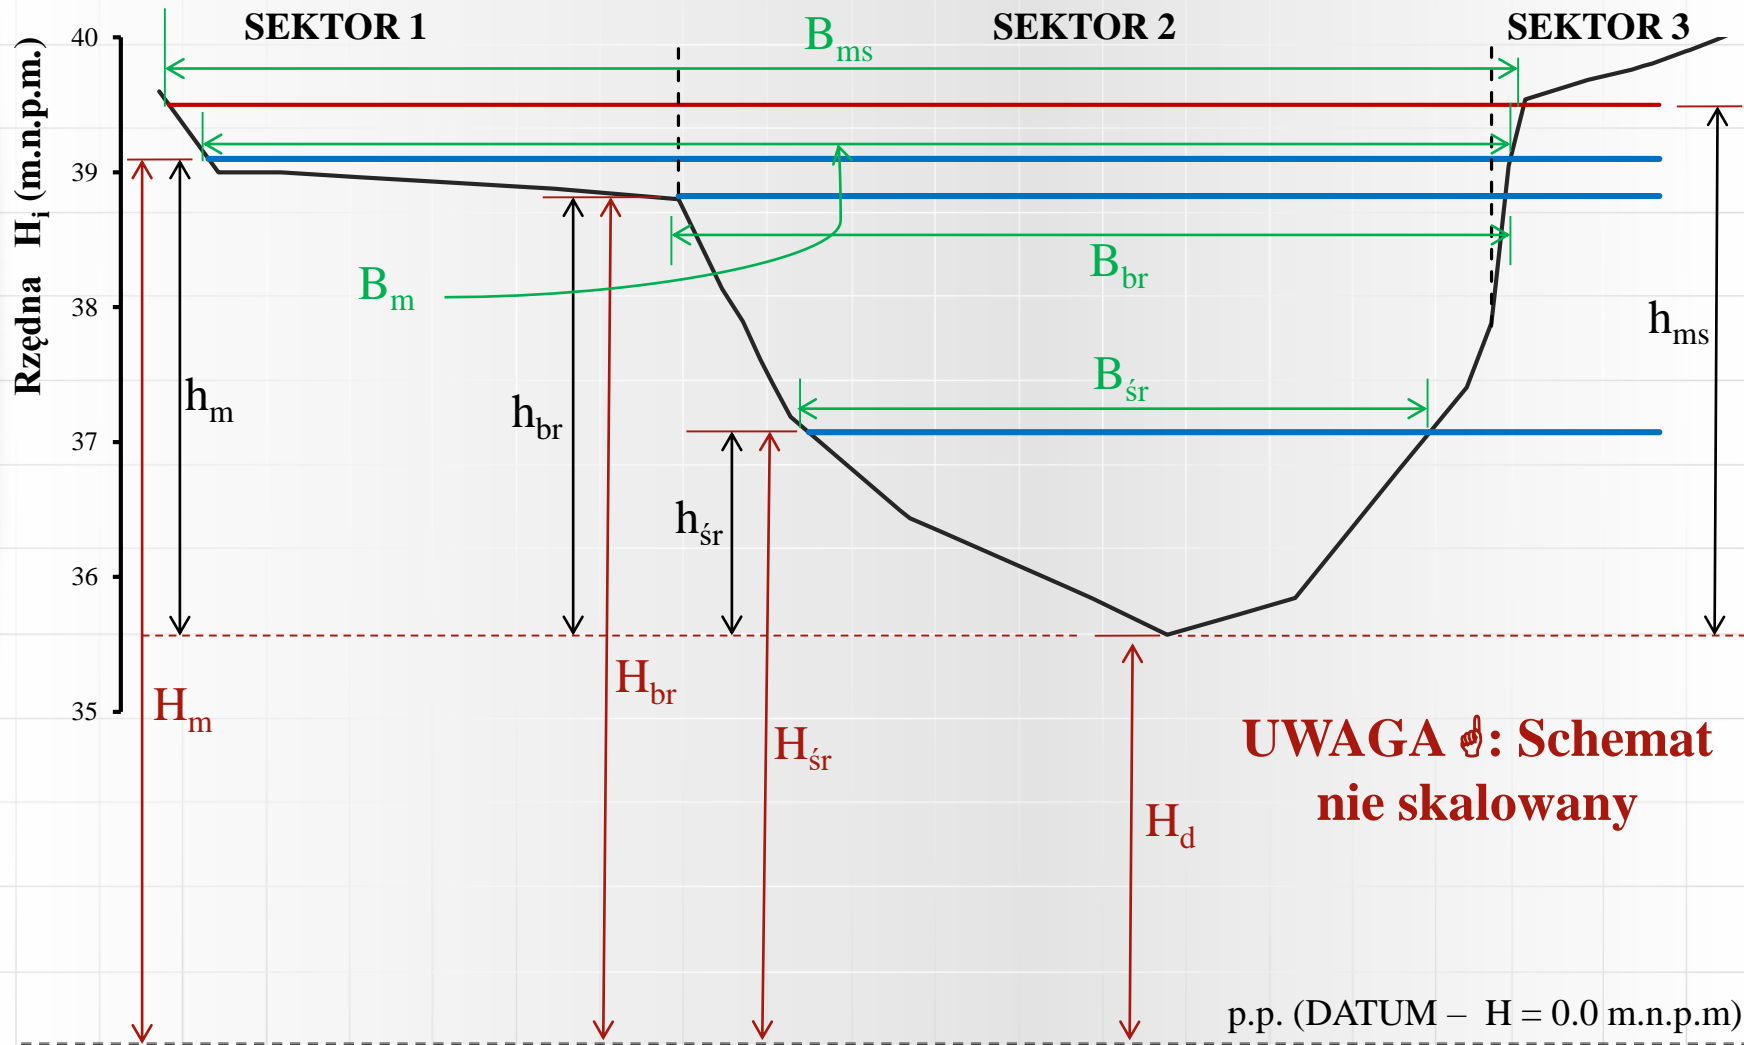 SEKTOR 1
SEKTOR 2
SEKTOR 3
Rzędna Hᵢ (m.n.p.m.)
40
39
38
37
36
35
Bms
Bm
Bbr
Bśr
hm
hbr
hśr
hms
Hm
Hbr
Hśr
Hd
UWAGA ☝: Schemat
nie skalowany
p.p. (DATUM – H = 0.0 m.n.p.m)